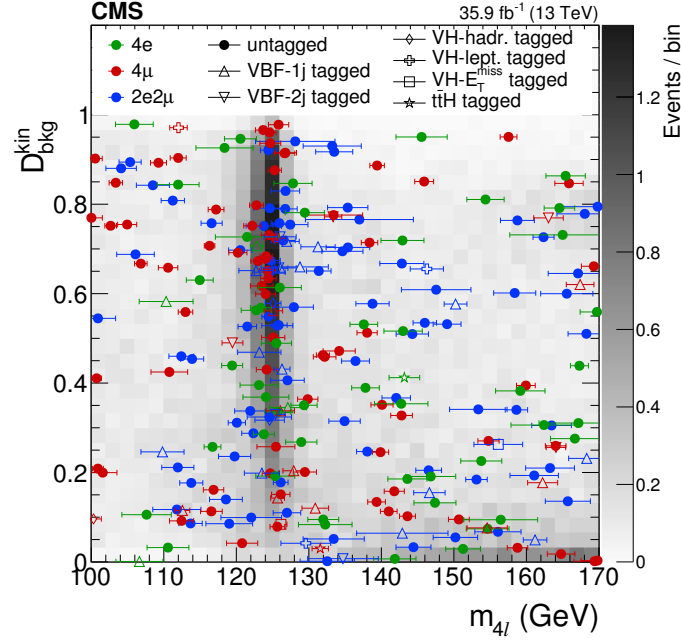 CMS 35.9 fb⁻¹ (13 TeV)
4e
4μ
2e2μ
untagged
VBF-1j tagged
VBF-2j tagged
VH-hadr. tagged
VH-lept. tagged
VH-E_T^miss tagged
tt̄H tagged
D_bkg^kin
1
0.8
0.6
0.4
0.2
0
100 110 120 130 140 150 160 170
m_4l (GeV)
Events / bin
1.2
1
0.8
0.6
0.4
0.2
0